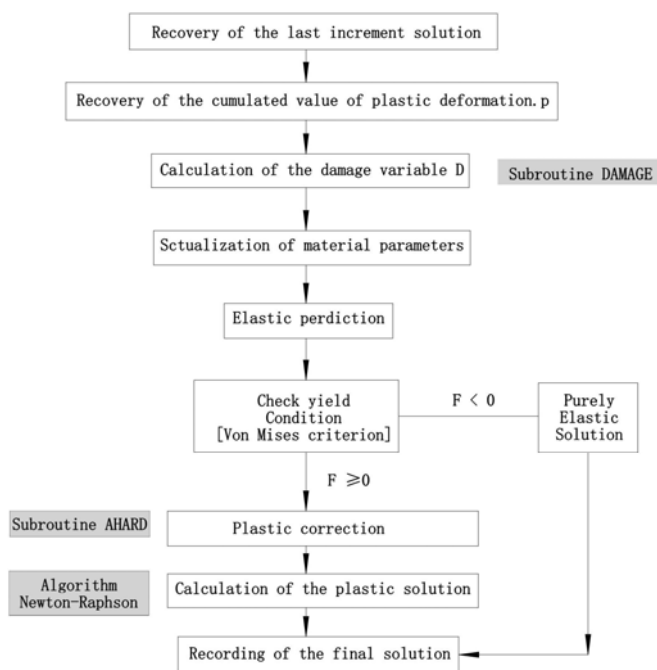 Recovery of the last increment solution
Recovery of the cumulated value of plastic deformation.p
Calculation of the damage variable D
Subroutine DAMAGE
Sctualization of material parameters
Elastic perdiction
Check yield
Condition
[Von Mises criterion]
F < 0
Purely
Elastic
Solution
F ≥0
Subroutine AHARD
Plastic correction
Algorithm
Newton-Raphson
Calculation of the plastic solution
Recording of the final solution